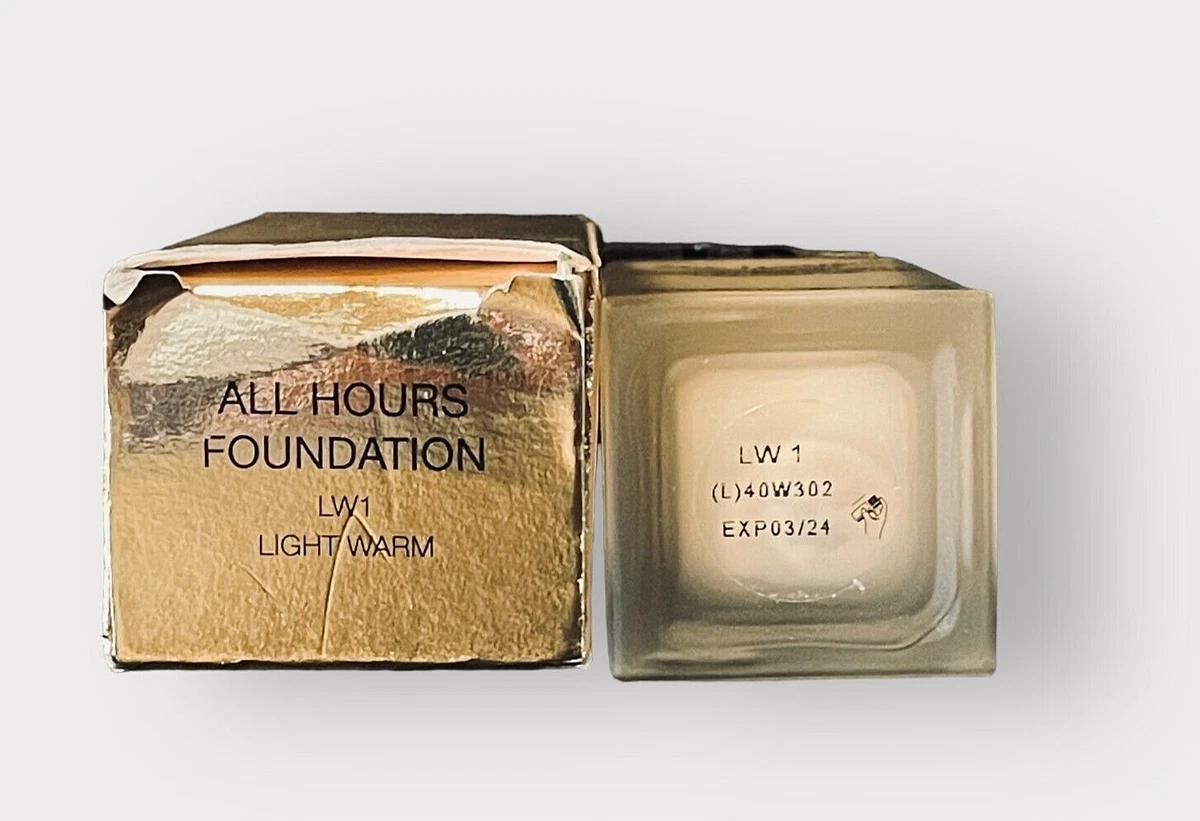 ALL HOURS
FOUNDATION
LW1
LIGHT WARM
LW 1
(L)40W302
EXP03/24